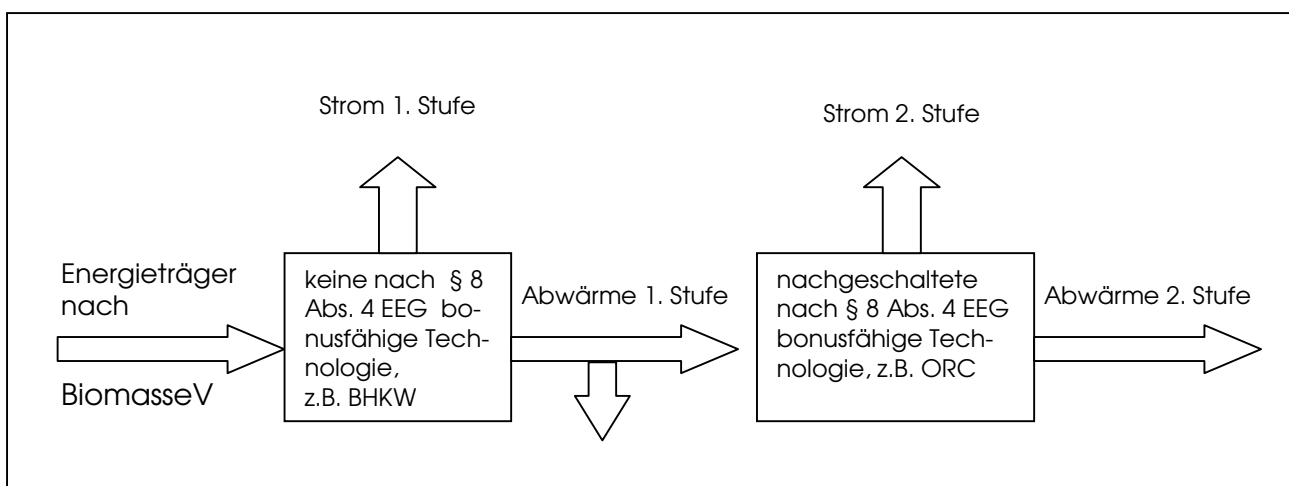 Strom 1. Stufe
Strom 2. Stufe
Energieträger
nach
BiomasseV
keine nach § 8
Abs. 4 EEG bo-
nusfähige Tech-
nologie,
z.B. BHKW
Abwärme 1. Stufe
nachgeschaltete
nach § 8 Abs. 4 EEG
bonusfähige Tech-
nologie, z.B. ORC
Abwärme 2. Stufe